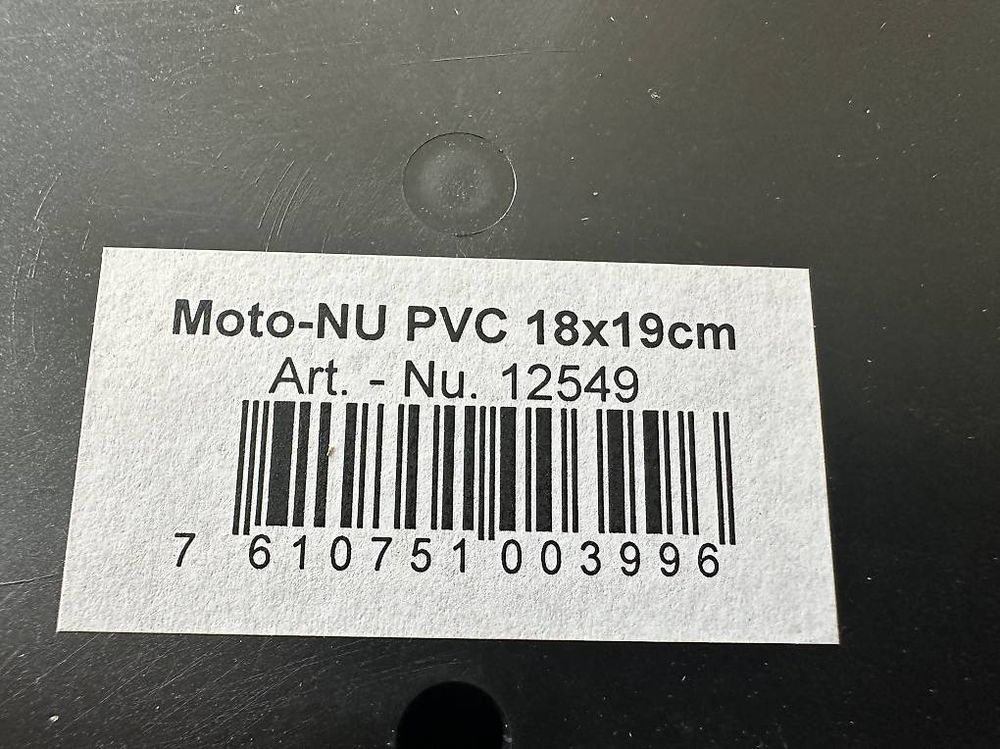 Moto-NU PVC 18x19cm
Art. - Nu. 12549
7 610751 003996